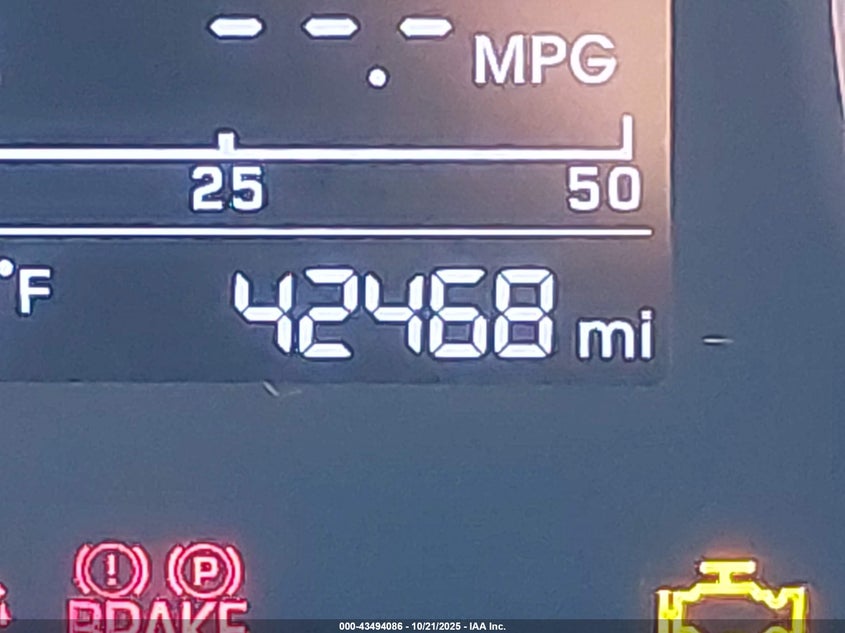 --.- MPG
25 50
°F 42468 mi
! P
BRAKE
000-43494086 - 10/21/2025 - IAA Inc.